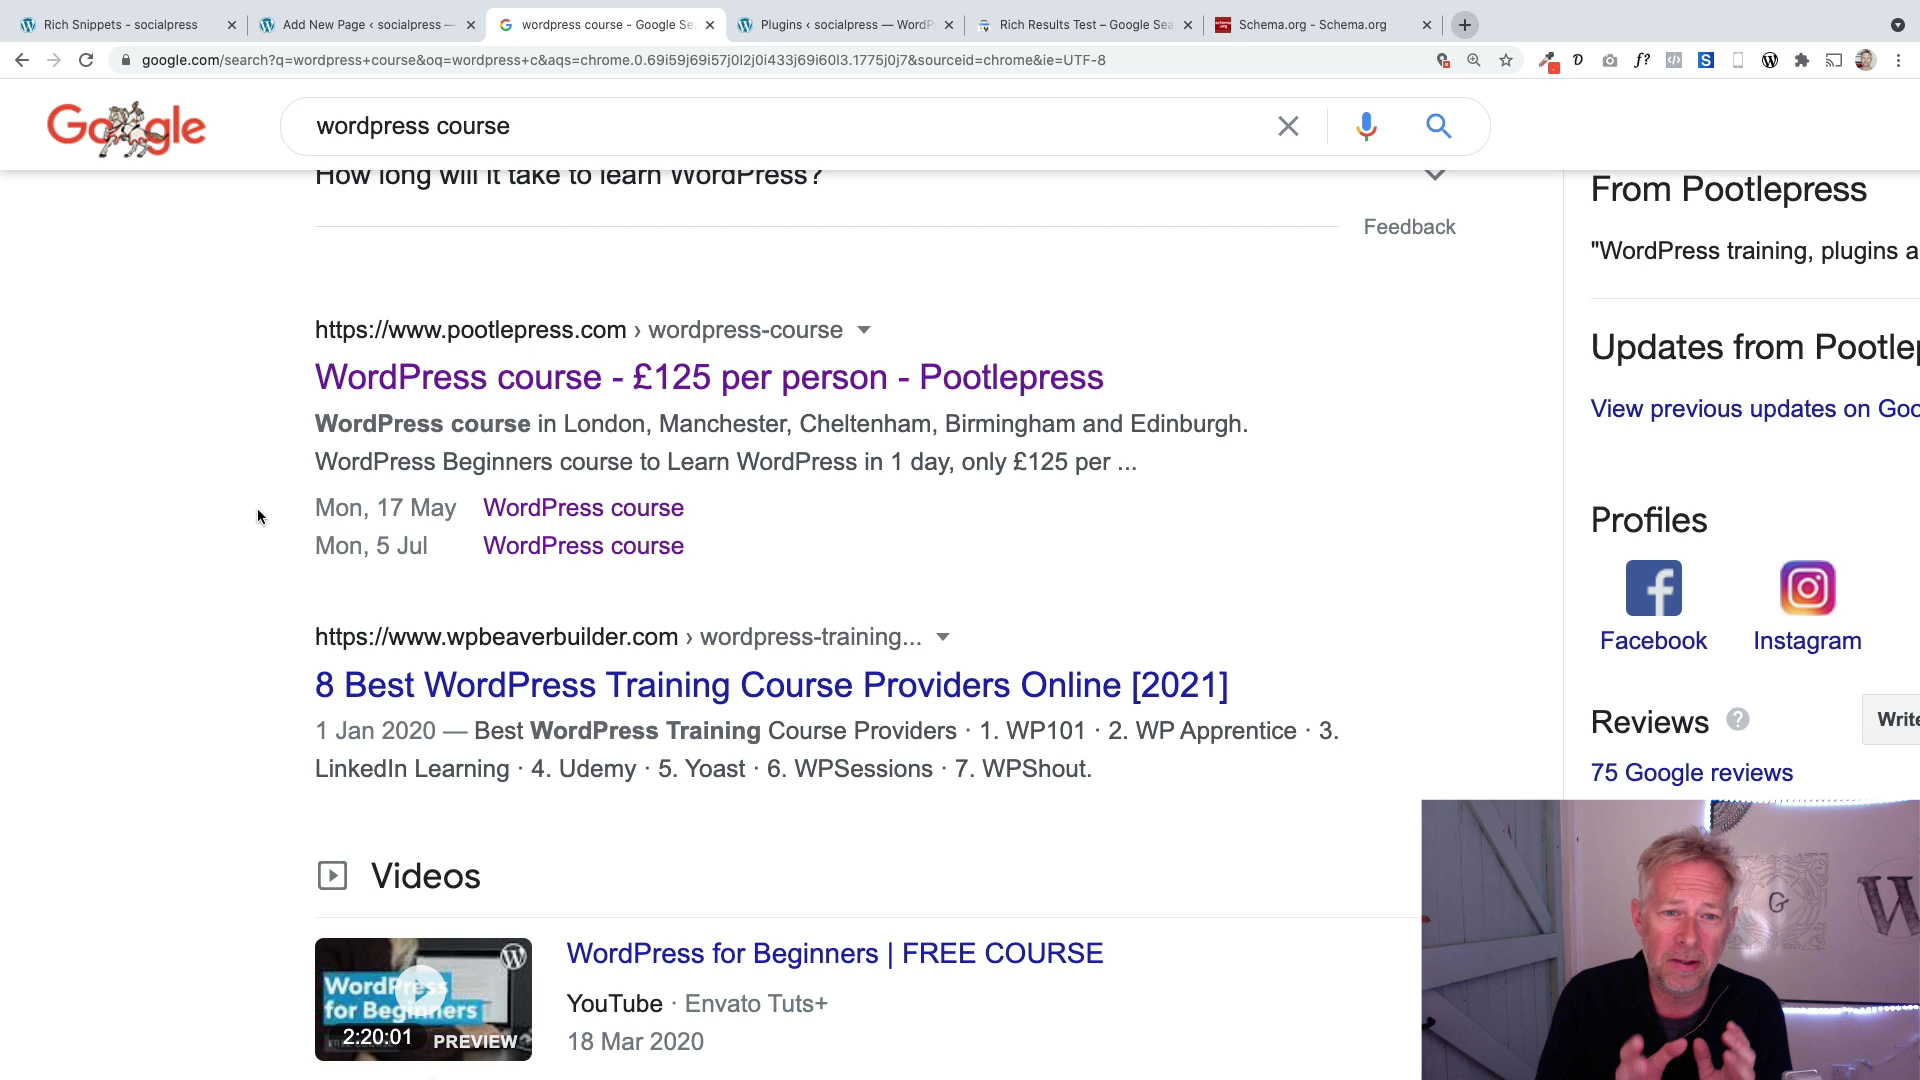 Rich Snippets - socialpress
Add New Page ‹ socialpress —
wordpress course - Google Se
Plugins ‹ socialpress — WordP
Rich Results Test – Google Sea
Schema.org - Schema.org
google.com/search?q=wordpress+course&oq=wordpress+c&aqs=chrome.0.69i59j69i57j0l2j0i433j69i60l3.1775j0j7&sourceid=chrome&ie=UTF-8
Google
wordpress course
How long will it take to learn WordPress?
Feedback
https://www.pootlepress.com › wordpress-course
WordPress course - £125 per person - Pootlepress
WordPress course in London, Manchester, Cheltenham, Birmingham and Edinburgh.
WordPress Beginners course to Learn WordPress in 1 day, only £125 per ...
Mon, 17 May WordPress course
Mon, 5 Jul WordPress course
https://www.wpbeaverbuilder.com › wordpress-training...
8 Best WordPress Training Course Providers Online [2021]
1 Jan 2020 — Best WordPress Training Course Providers · 1. WP101 · 2. WP Apprentice · 3.
LinkedIn Learning · 4. Udemy · 5. Yoast · 6. WPSessions · 7. WPShout.
Videos
WordPress
for Beginners
2:20:01
PREVIEW
WordPress for Beginners | FREE COURSE
YouTube · Envato Tuts+
18 Mar 2020
From Pootlepress
"WordPress training, plugins a
Updates from Pootlep
View previous updates on Goo
Profiles
Facebook
Instagram
Reviews
Write
75 Google reviews